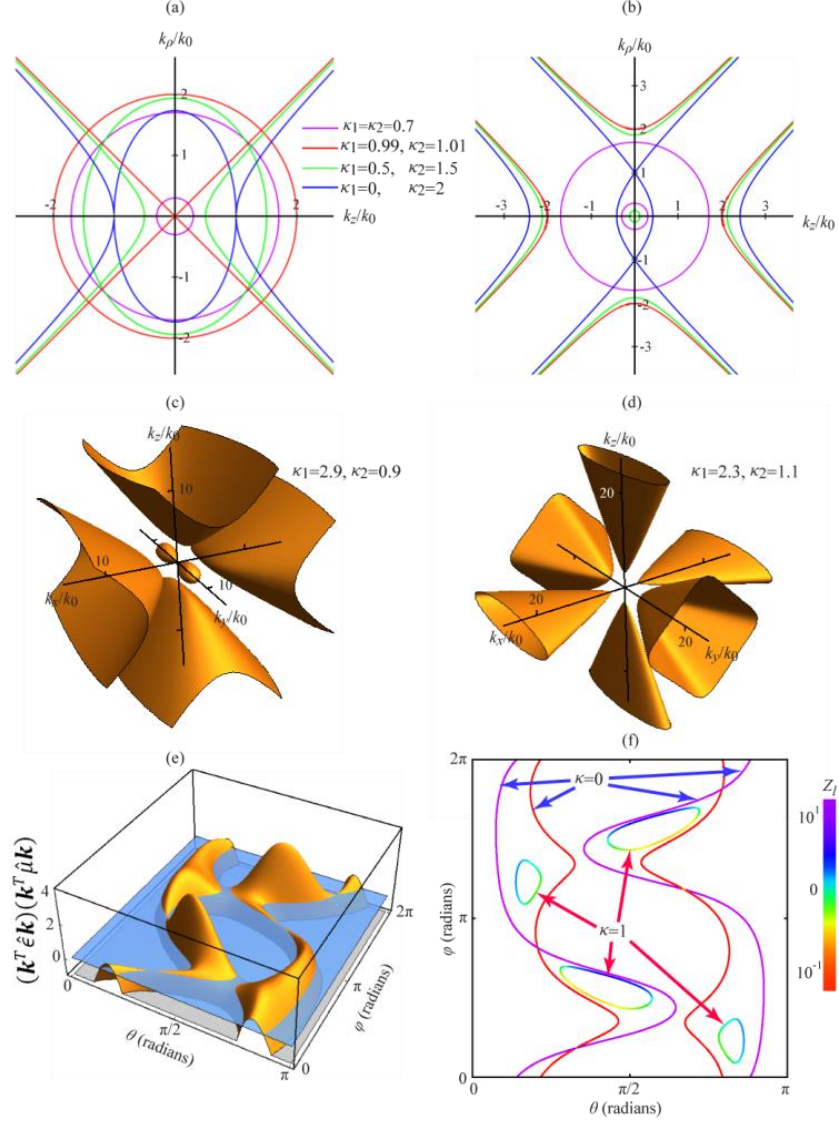 (a)
kρ/k0
2
1
-2
2
kz/k0
-1
-2
κ1=κ2=0.7
κ1=0.99, κ2=1.01
κ1=0.5, κ2=1.5
κ1=0, κ2=2
(b)
kρ/k0
3
2
1
-3 -2 -1 1 2 3
kz/k0
-1
-2
-3
(c)
kz/k0
κ1=2.9, κ2=0.9
10
10
10
kx/k0
ky/k0
(d)
kz/k0
κ1=2.3, κ2=1.1
20
20
20
kx/k0
ky/k0
(e)
(kᵀε̂k)(kᵀμ̂k)
4
2
0
0
π/2
π
θ (radians)
0
π
2π
φ (radians)
(f)
2π
π
0
φ (radians)
κ=0
κ=1
0 π/2 π
θ (radians)
Zl
10¹
0
10⁻¹